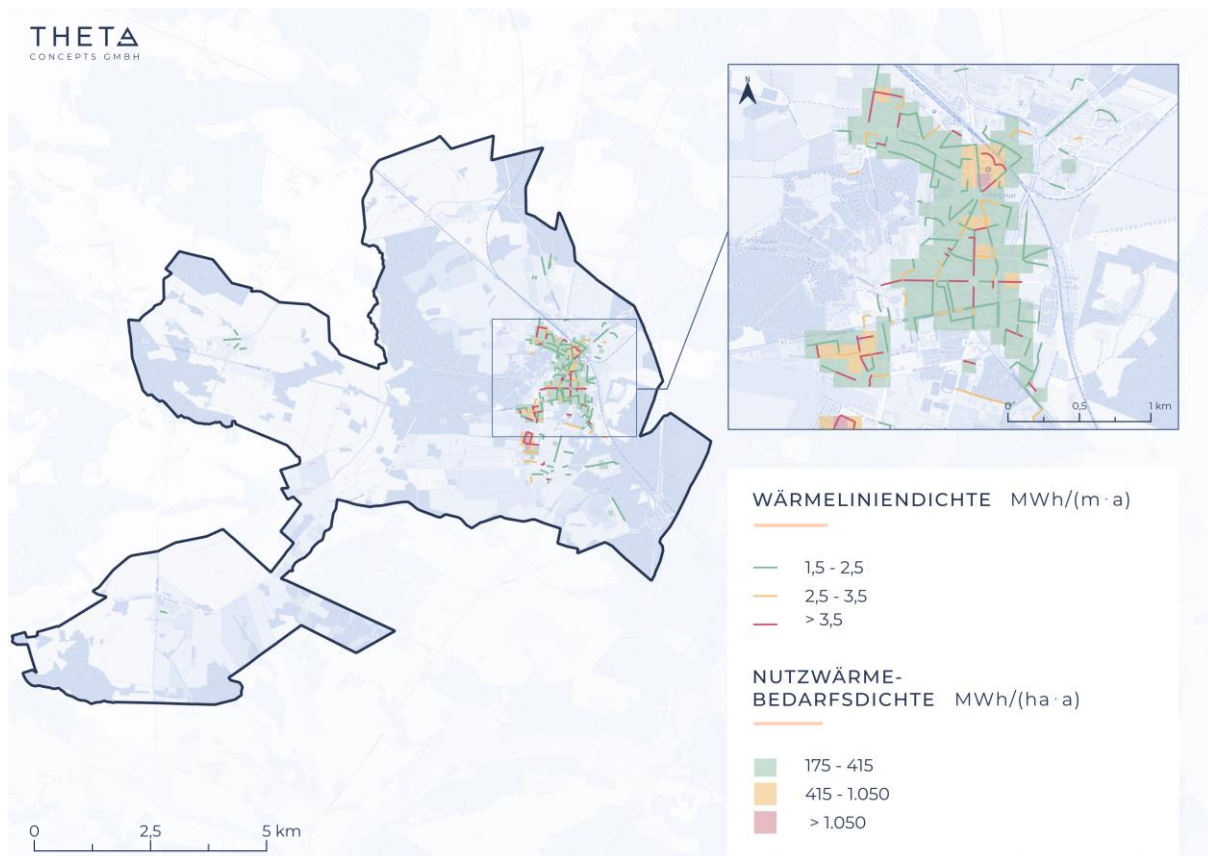 THETA
CONCEPTS GMBH
N
0
0,5
1 km
WÄRMELINIENDICHTE MWh/(m·a)
1,5 - 2,5
2,5 - 3,5
> 3,5
NUTZWÄRME-
BEDARFSDICHTE MWh/(ha·a)
175 - 415
415 - 1.050
> 1.050
0
2,5
5 km